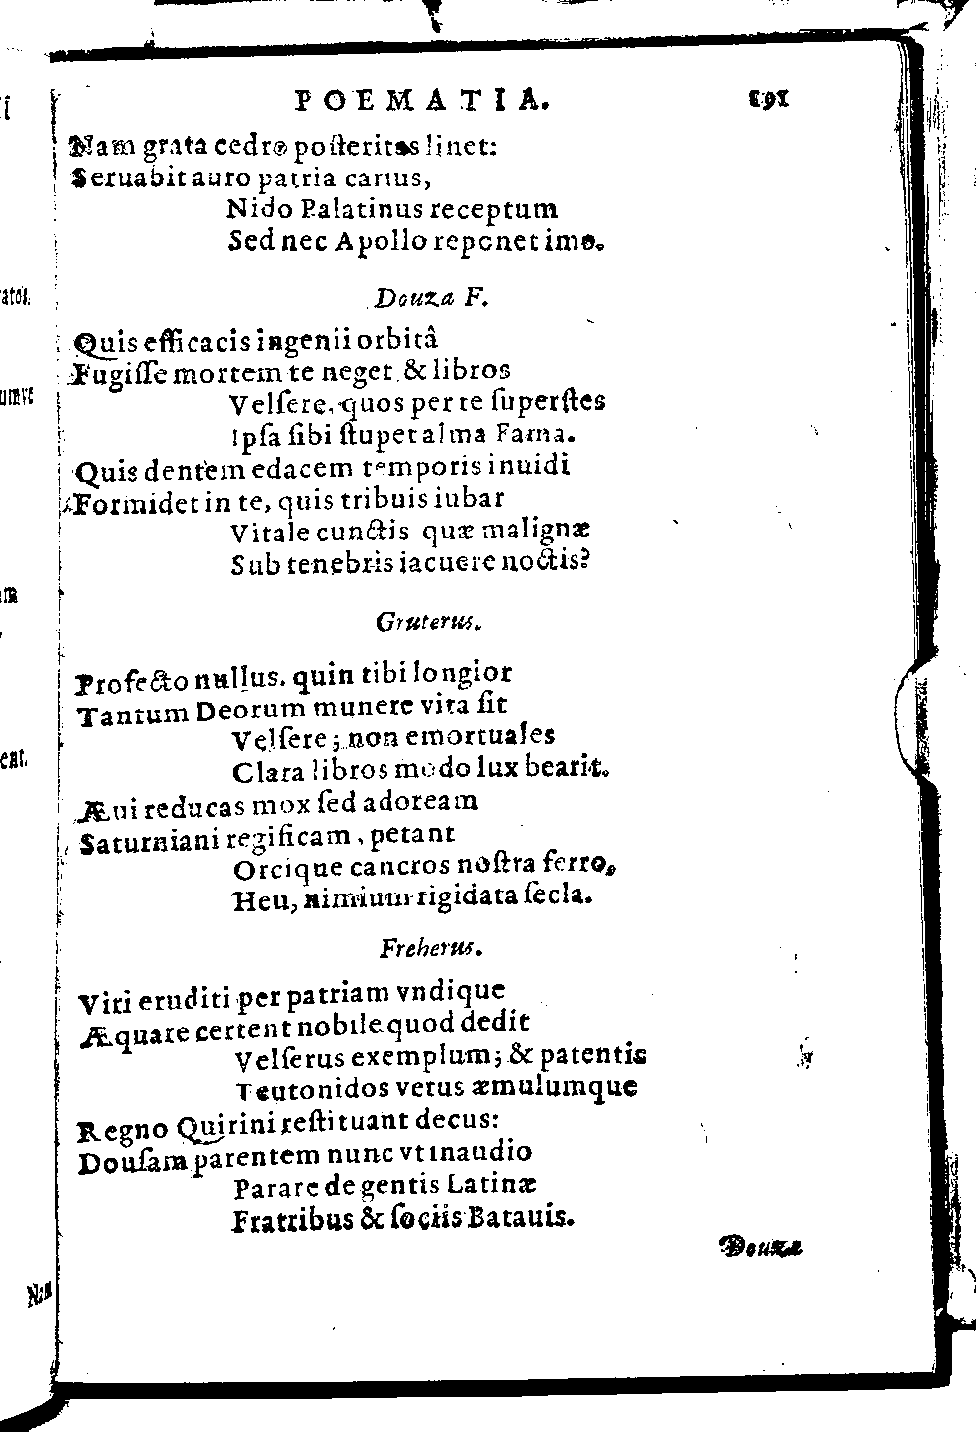 POEMATIA. 191
Nam grata cedro posteritas linet:
Seruabit auro patria carius,
Nido Palatinus receptum
Sed nec Apollo reponet imo.
Douza F.
Quis efficacis ingenii orbitâ
Fugiſſe mortem te neget & libros
Velſere, quos per te ſuperſtes
Ipſa ſibi ſtupet alma Fama.
Quis dentem edacem temporis inuidi
Formidet in te, quis tribuis iubar
Vitale cunctis quæ malignæ
Sub tenebris iacuere noctis?
Gruterus.
Profecto nullus. quin tibi longior
Tantum Deorum munere vita ſit
Velſere; non emortuales
Clara libros modo lux bearit.
Æui reducas mox ſed adoream
Saturniani regificam, petant
Orcique cancros noſtra ferro,
Heu, nimium rigidata ſecla.
Freherus.
Viri eruditi per patriam vndique
Æquare certent nobile quod dedit
Velſerus exemplum; & patentis
Teutonidos vetus æmulumque
Regno Quirini reſtituant decus:
Douſam parentem nunc vt inaudio
Parare de gentis Latinæ
Fratribus & ſociis Batauis.
Douza